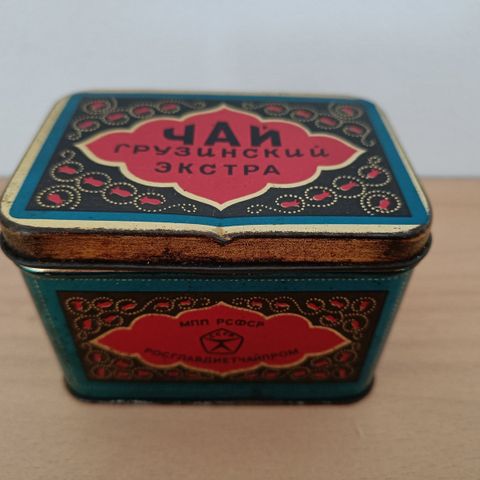 ЧАЙ
ГРУЗИНСКИЙ
ЭКСТРА
МПП РСФСР
РОСГЛАВДИЕТЧАЙПРОМ